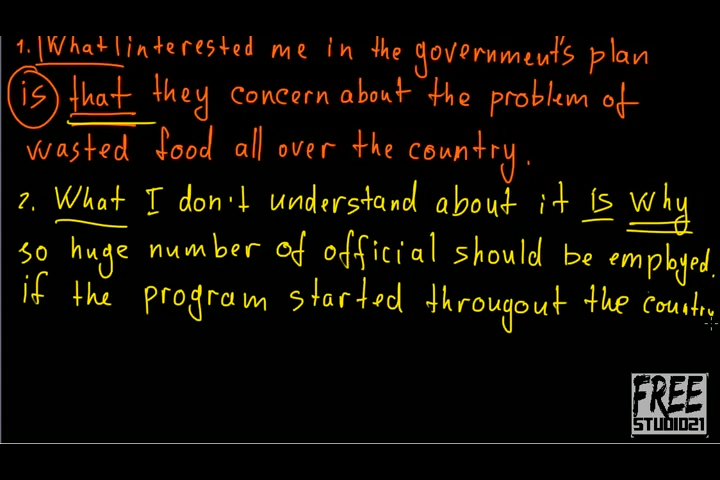 1. What interested me in the government's plan
is that they concern about the problem of
wasted food all over the country.
2. What I don't understand about it is why
so huge number of official should be employed.
if the program started througout the country
FREE
STUDIO21